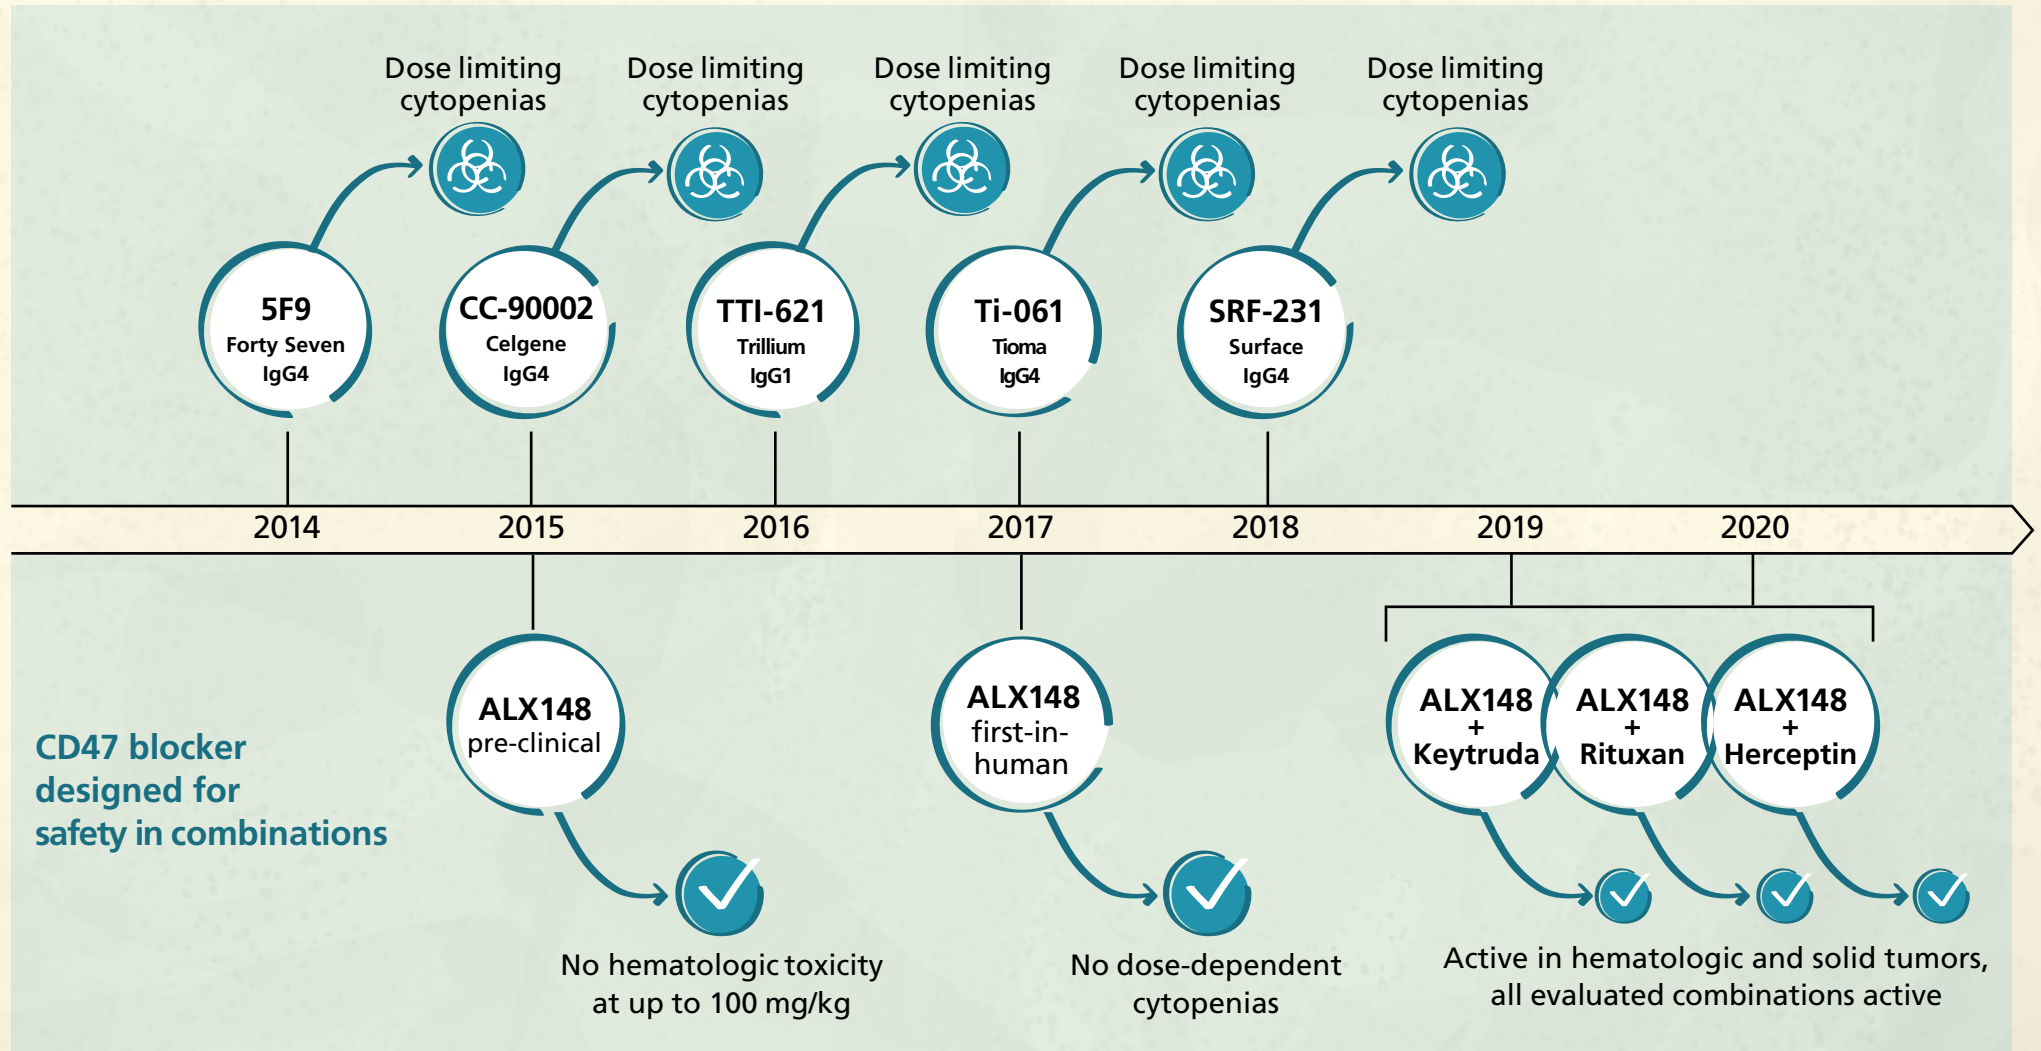 Dose limiting
cytopenias
Dose limiting
cytopenias
Dose limiting
cytopenias
Dose limiting
cytopenias
Dose limiting
cytopenias
5F9
Forty Seven
IgG4
CC-90002
Celgene
IgG4
TTI-621
Trillium
IgG1
Ti-061
Tioma
IgG4
SRF-231
Surface
IgG4
2014
2015
2016
2017
2018
2019
2020
CD47 blocker
designed for
safety in combinations
ALX148
pre-clinical
No hematologic toxicity
at up to 100 mg/kg
ALX148
first-in-
human
No dose-dependent
cytopenias
ALX148
+
Keytruda
ALX148
+
Rituxan
ALX148
+
Herceptin
Active in hematologic and solid tumors,
all evaluated combinations active